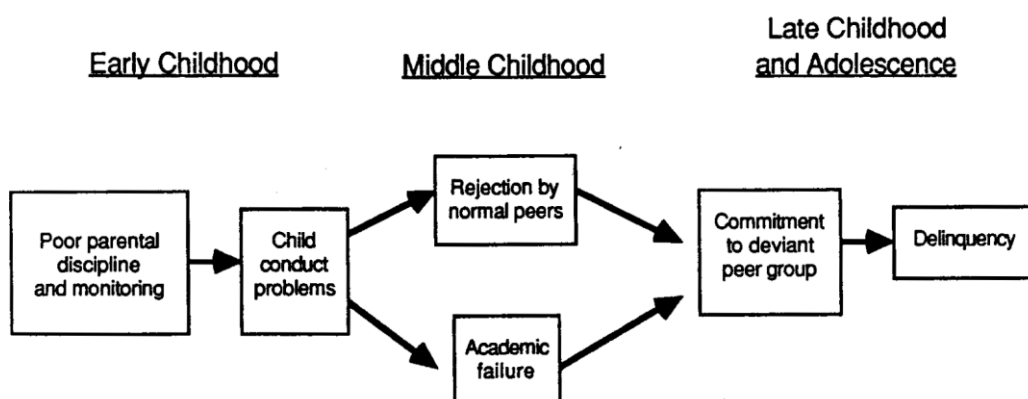 Early Childhood
Middle Childhood
Late Childhood
and Adolescence
Poor parental
discipline
and monitoring
Child
conduct
problems
Rejection by
normal peers
Academic
failure
Commitment
to deviant
peer group
Delinquency